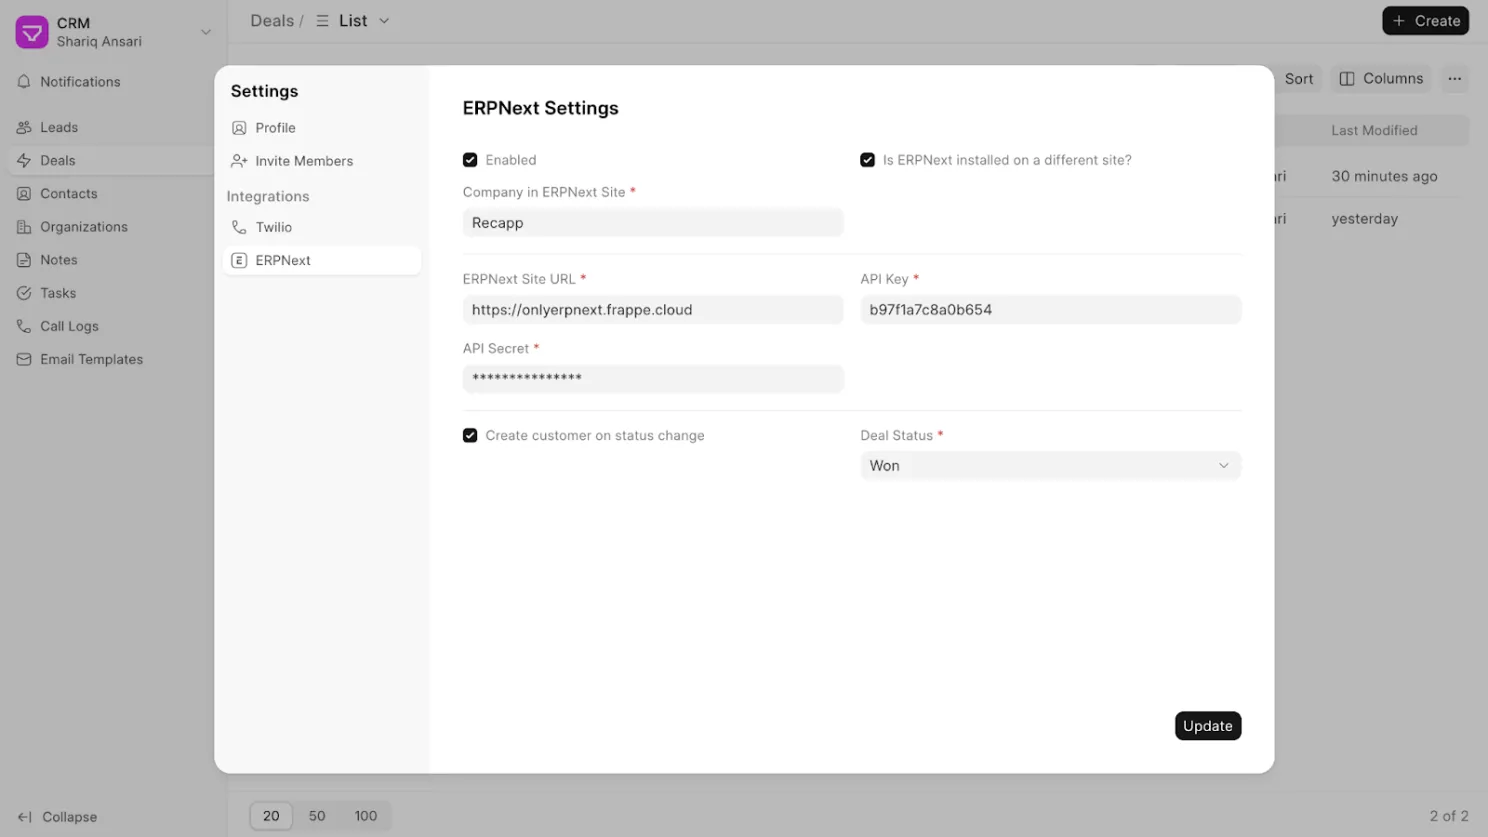 CRM
Shariq Ansari
Notifications
Leads
Deals
Contacts
Organizations
Notes
Tasks
Call Logs
Email Templates
Collapse
Deals / List
Create
Sort
Columns
Last Modified
ari 30 minutes ago
ari yesterday
Settings
Profile
Invite Members
Integrations
Twilio
E ERPNext
ERPNext Settings
Enabled
Is ERPNext installed on a different site?
Company in ERPNext Site *
Recapp
ERPNext Site URL *
https://onlyerpnext.frappe.cloud
API Key *
b97f1a7c8a0b654
API Secret *
***************
Create customer on status change
Deal Status *
Won
Update
20 50 100
2 of 2